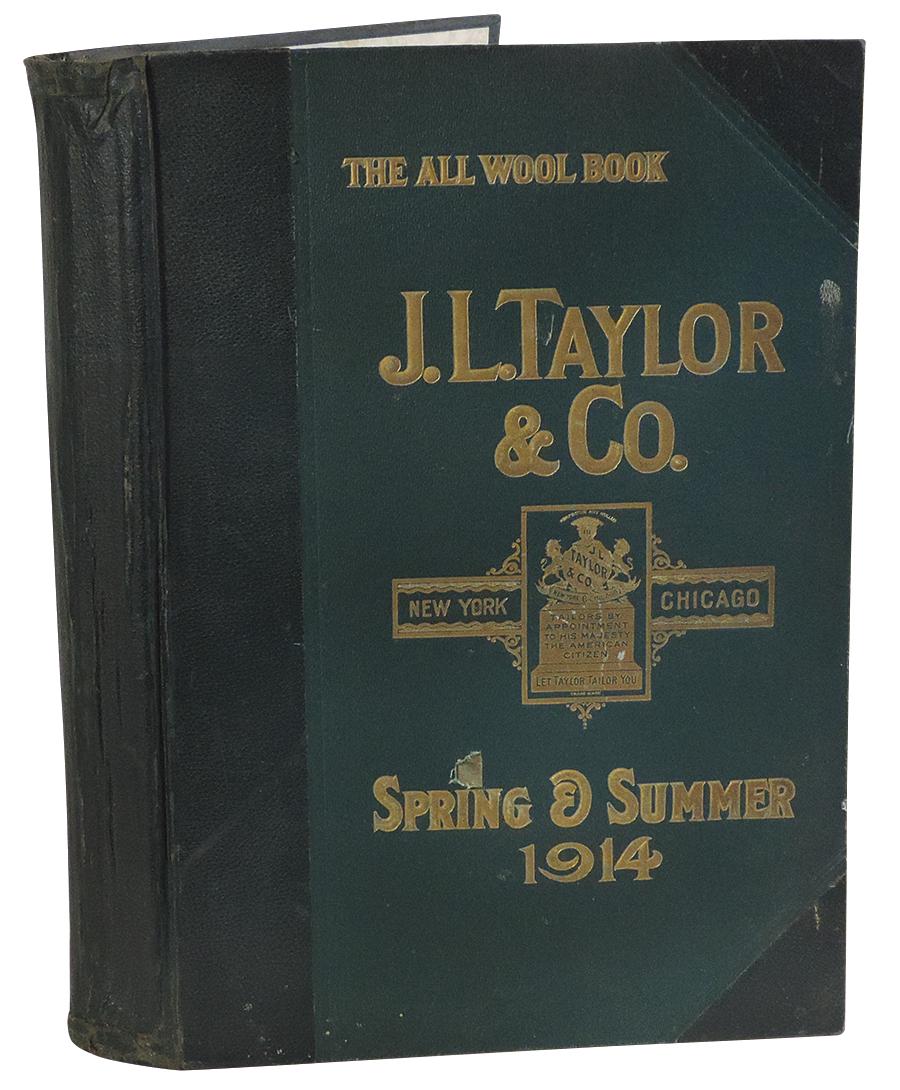 THE ALL WOOL BOOK
J. L. TAYLOR
& CO.
J L
TAYLOR
& CO.
NEW YORK
CHICAGO
TAILORS BY
APPOINTMENT
TO HIS MAJESTY
THE AMERICAN
CITIZEN
LET TAYLOR TAILOR YOU
TRADE MARK
SPRING & SUMMER
1914